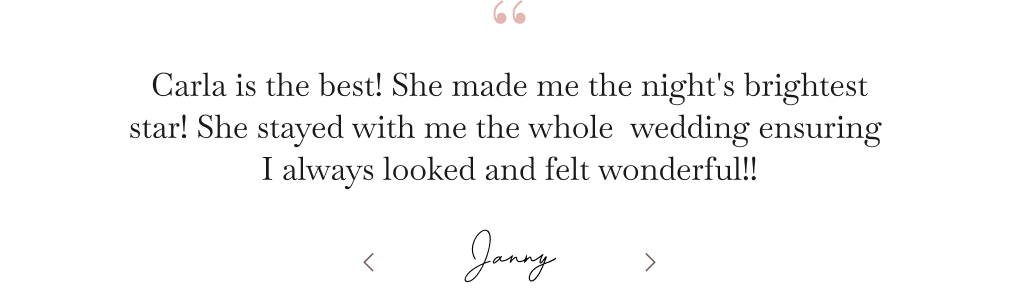 “
Carla is the best! She made me the night's brightest
star! She stayed with me the whole  wedding ensuring
I always looked and felt wonderful!!
Janny